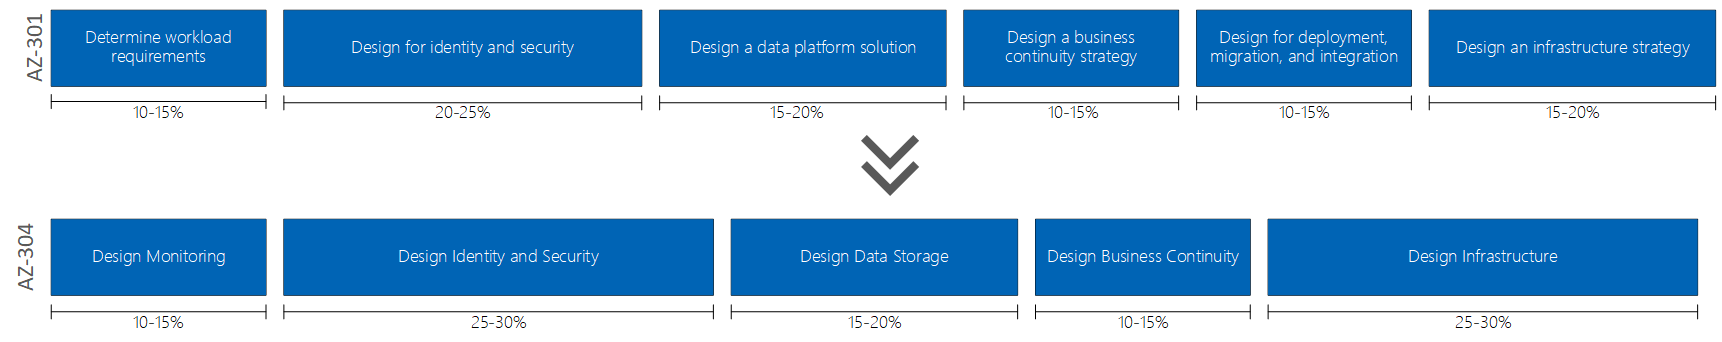 AZ-301
Determine workload
requirements
Design for identity and security
Design a data platform solution
Design a business
continuity strategy
Design for deployment,
migration, and integration
Design an infrastructure strategy
10-15%
20-25%
15-20%
10-15%
10-15%
15-20%
AZ-304
Design Monitoring
Design Identity and Security
Design Data Storage
Design Business Continuity
Design Infrastructure
10-15%
25-30%
15-20%
10-15%
25-30%